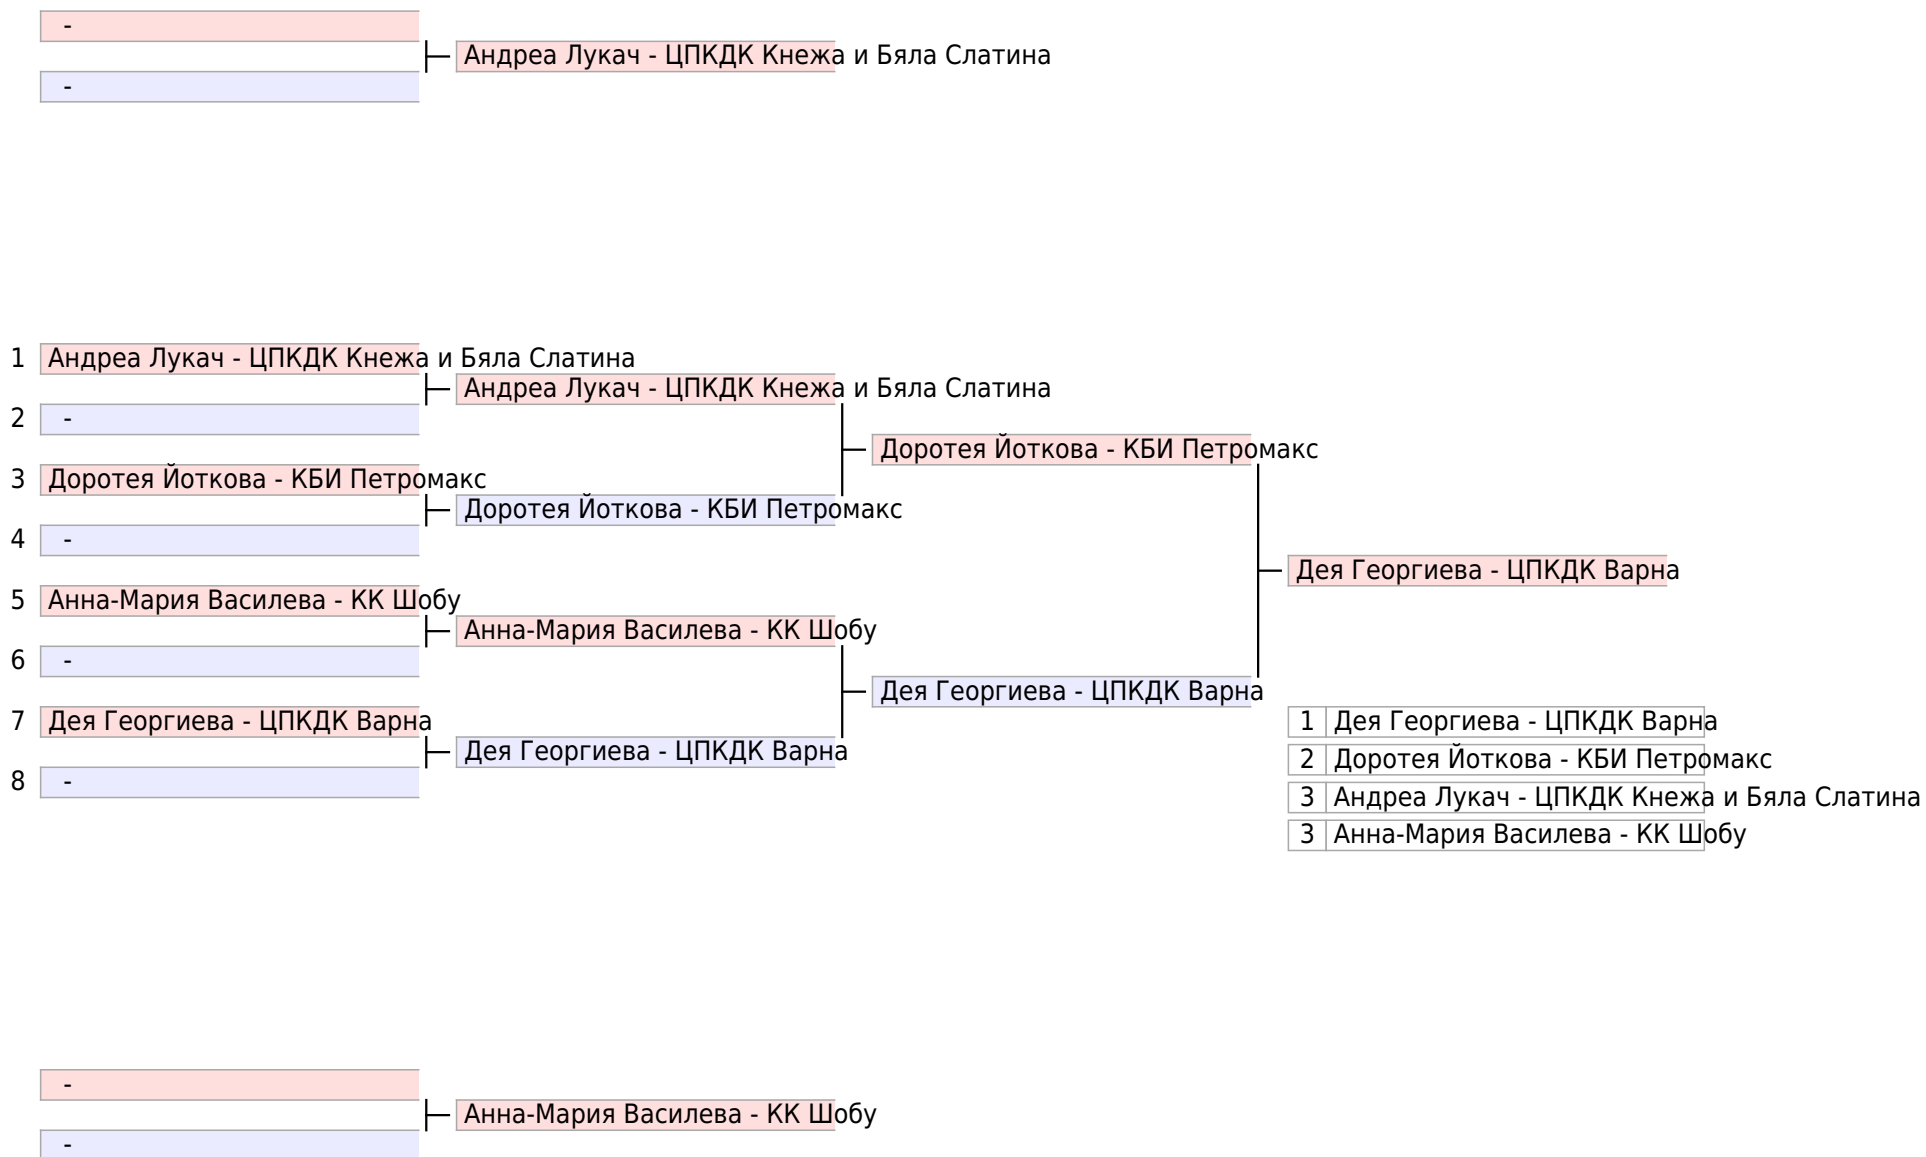 -
Андреа Лукач - ЦПКДК Кнежа и Бяла Слатина
-
1 Андреа Лукач - ЦПКДК Кнежа и Бяла Слатина
Андреа Лукач - ЦПКДК Кнежа и Бяла Слатина
2 -
Доротея Йоткова - КБИ Петромакс
3 Доротея Йоткова - КБИ Петромакс
Доротея Йоткова - КБИ Петромакс
4 -
Дея Георгиева - ЦПКДК Варна
5 Анна-Мария Василева - КК Шобу
Анна-Мария Василева - КК Шобу
6 -
Дея Георгиева - ЦПКДК Варна
7 Дея Георгиева - ЦПКДК Варна
1 Дея Георгиева - ЦПКДК Варна
Дея Георгиева - ЦПКДК Варна
2 Доротея Йоткова - КБИ Петромакс
8 -
3 Андреа Лукач - ЦПКДК Кнежа и Бяла Слатина
3 Анна-Мария Василева - КК Шобу
-
Анна-Мария Василева - КК Шобу
-